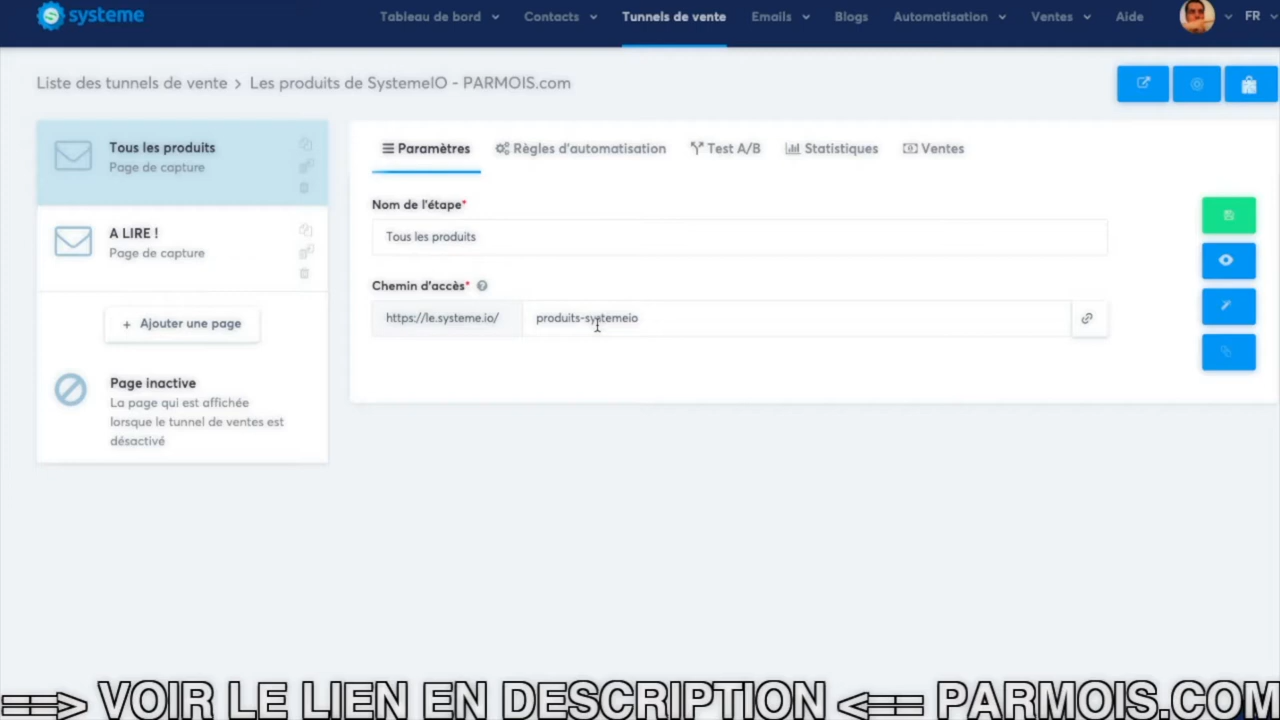 systeme
Tableau de bord
Contacts
Tunnels de vente
Emails
Blogs
Automatisation
Ventes
Aide
FR
Liste des tunnels de vente > Les produits de SystemeIO - PARMOIS.com
Tous les produits
Page de capture
A LIRE !
Page de capture
+ Ajouter une page
Page inactive
La page qui est affichée
lorsque le tunnel de ventes est
désactivé
Paramètres
Règles d'automatisation
Test A/B
Statistiques
Ventes
Nom de l'étape*
Tous les produits
Chemin d'accès*
https://le.systeme.io/
produits-systemeio
==> VOIR LE LIEN EN DESCRIPTION <== PARMOIS.COM